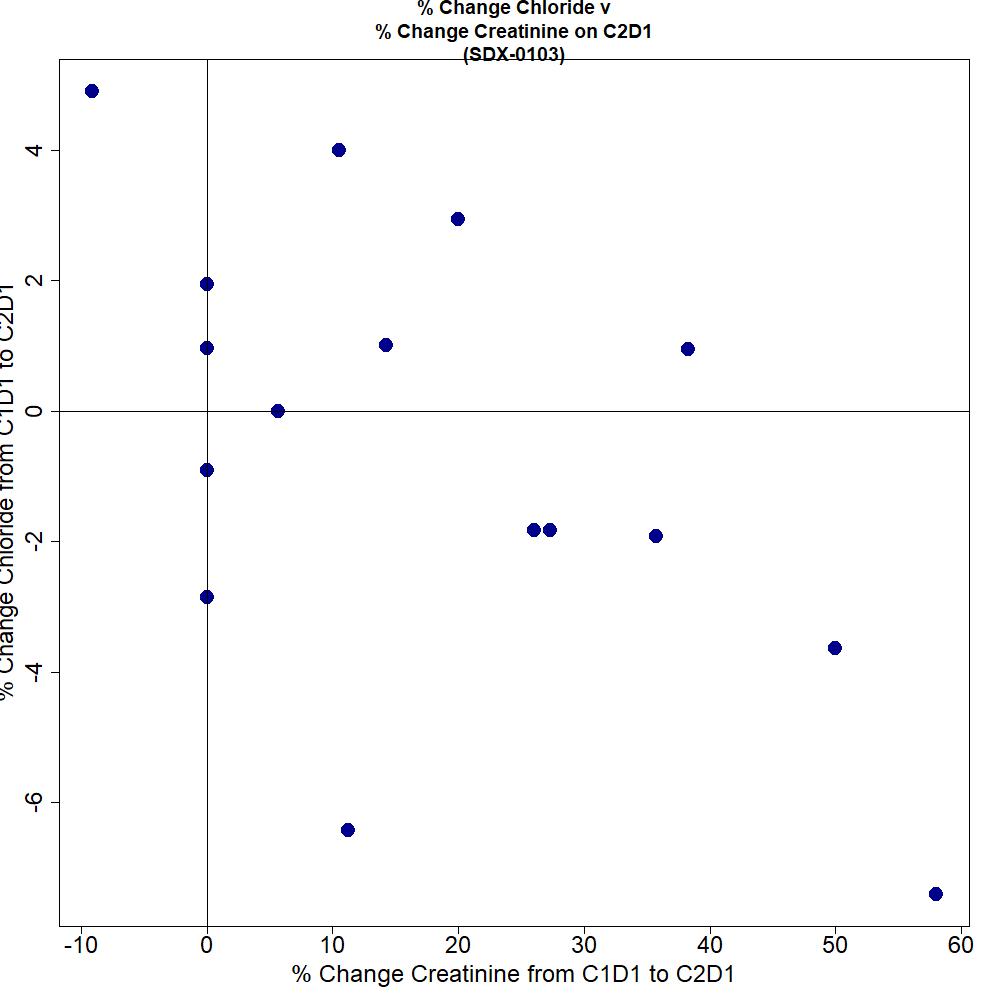 % Change Chloride v
% Change Creatinine on C2D1
(SDX-0103)
% Change Chloride from C1D1 to C2D1
4
2
0
-2
-4
-6
-10 0 10 20 30 40 50 60
% Change Creatinine from C1D1 to C2D1